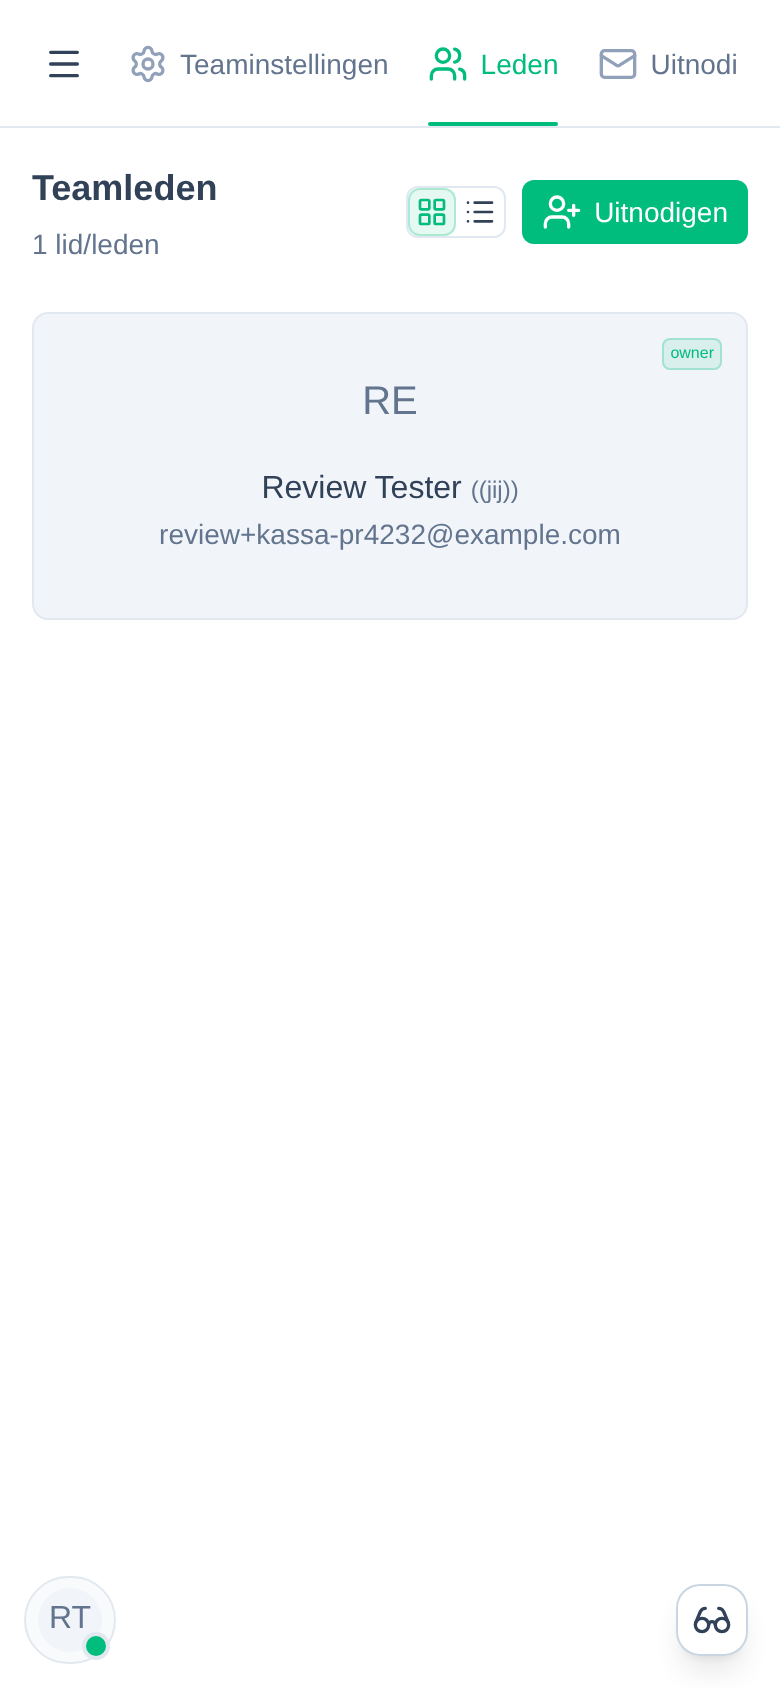 Teaminstellingen
Leden
Uitnodi
Teamleden
1 lid/leden
Uitnodigen
owner
RE
Review Tester ((jij))
review+kassa-pr4232@example.com
RT